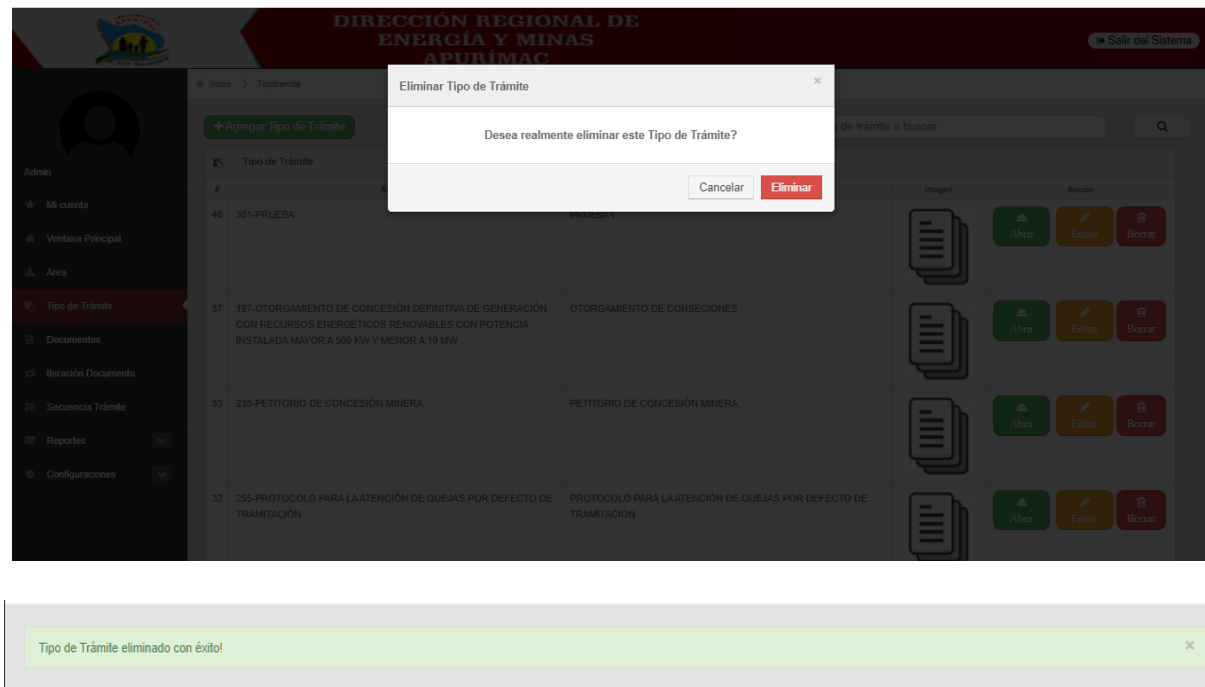 DIRECCIÓN REGIONAL DE
ENERGÍA Y MINAS
APURÍMAC
Salir del Sistema
Inicio > Tipotramite
Eliminar Tipo de Trámite ×
Desea realmente eliminar este Tipo de Trámite?
Cancelar Eliminar
Agregar Tipo de Tramite
de trámite a buscar
Tipo de Trámite
# N Imagen Acción
40 301-PRUEBA PRUEBA1
Abrir Editar Borrar
37 197-OTORGAMIENTO DE CONCESIÓN DEFINITIVA DE GENERACIÓN OTORGAMIENTO DE CONSECIONES
CON RECURSOS ENERGÉTICOS RENOVABLES CON POTENCIA
INSTALADA MAYOR A 500 KW Y MENOR A 10 MW
Abrir Editar Borrar
33 238-PETITORIO DE CONCESIÓN MINERA. PETITORIO DE CONCESIÓN MINERA.
Abrir Editar Borrar
32 255-PROTOCOLO PARA LA ATENCIÓN DE QUEJAS POR DEFECTO DE PROTOCOLO PARA LA ATENCIÓN DE QUEJAS POR DEFECTO DE
TRAMITACIÓN TRAMITACIÓN
Abrir Editar Borrar
Admin
Mi cuenta
Ventana Principal
Area
Tipo de Trámite
Documentos
Iteración Documento
Secuencia Trámite
Reportes
Configuraciones
Tipo de Trámite eliminado con éxito! ×